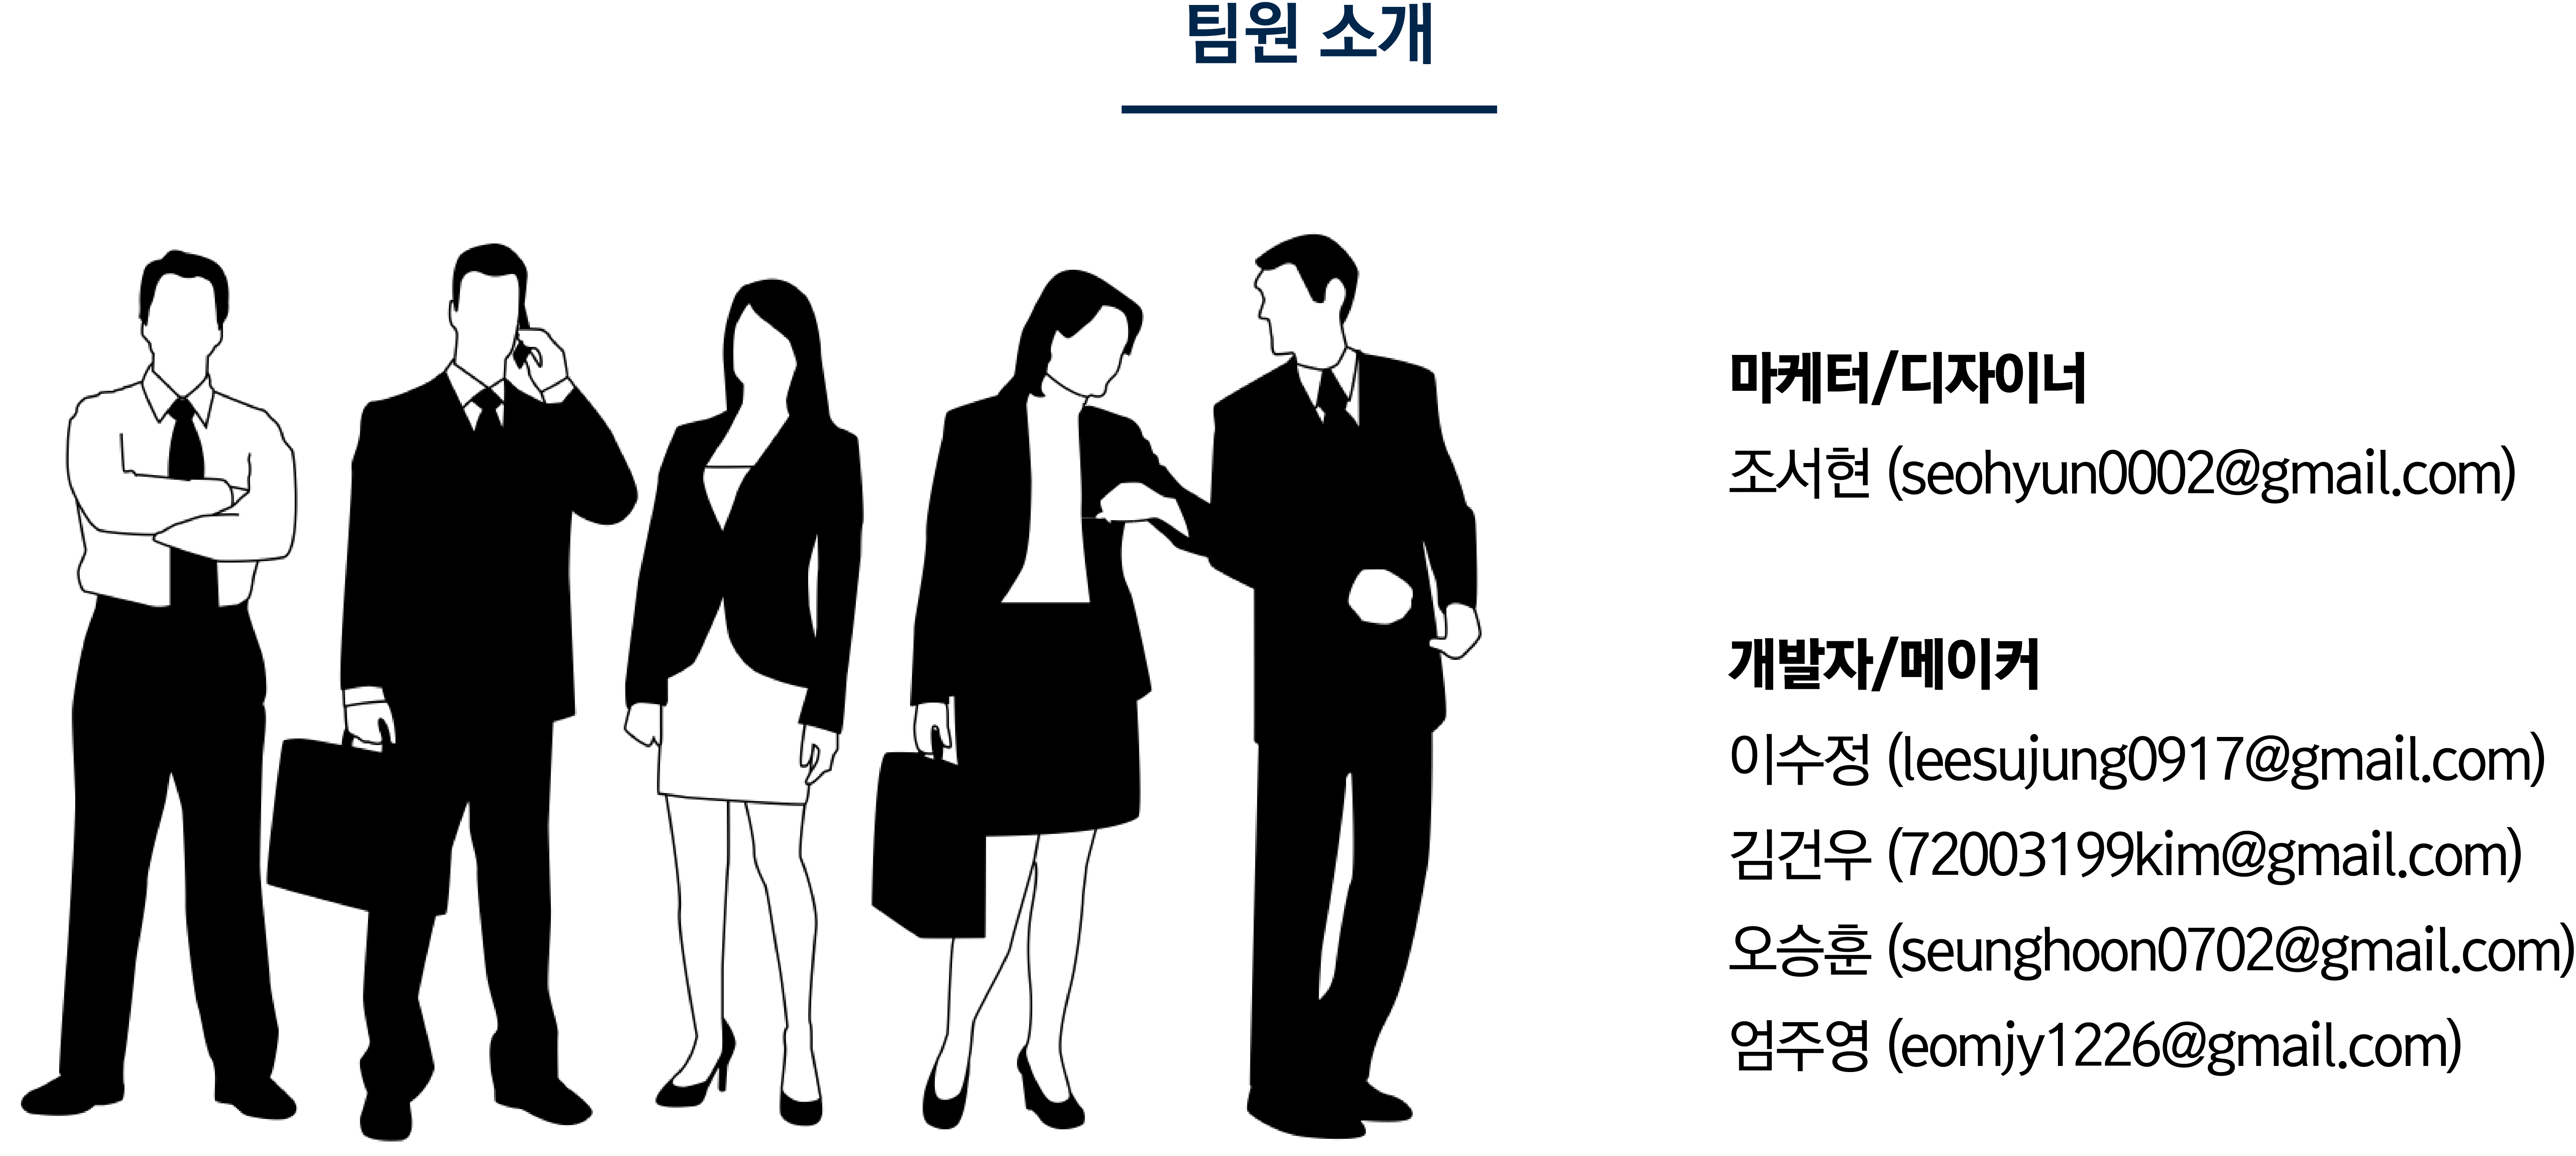 팀원 소개
마케터/디자이너
조서현 (seohyun0002@gmail.com)
개발자/메이커
이수정 (leesujung0917@gmail.com)
김건우 (72003199kim@gmail.com)
오승훈 (seunghoon0702@gmail.com)
엄주영 (eomjy1226@gmail.com)